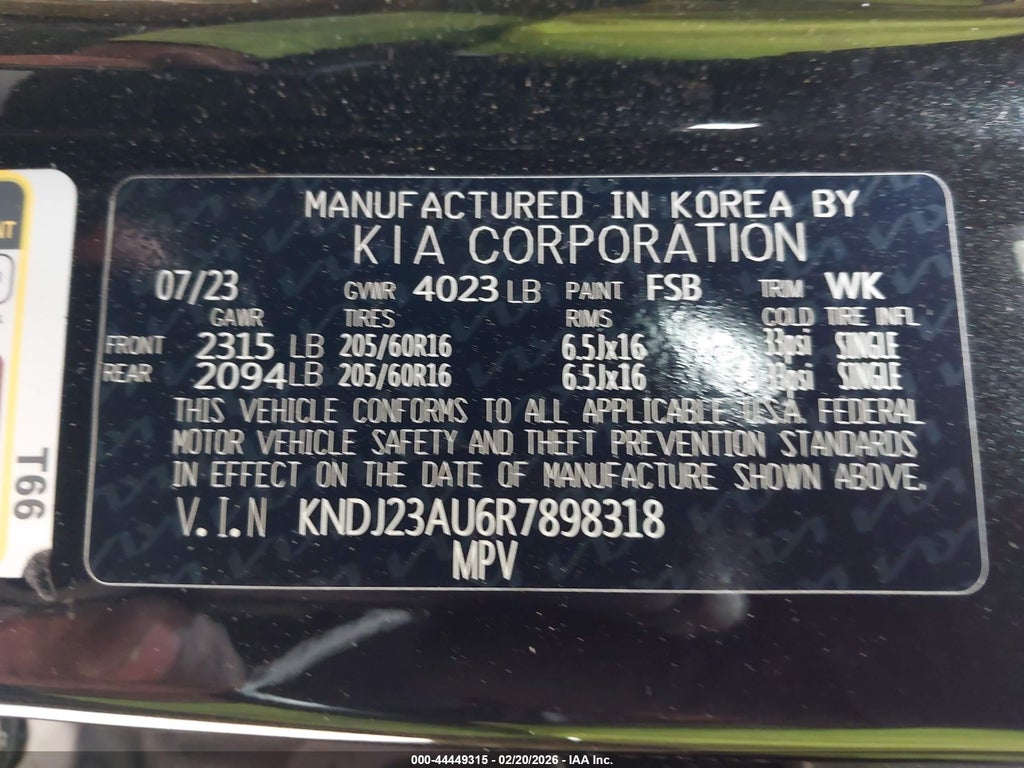 MANUFACTURED IN KOREA BY
KIA CORPORATION
07/23 GVWR 4023 LB PAINT FSB TRIM WK
GAWR TIRES RIMS COLD TIRE INFL
FRONT 2315 LB 205/60R16 6.5Jx16 33psi SINGLE
REAR 2094LB 205/60R16 6.5Jx16 33psi SINGLE
THIS VEHICLE CONFORMS TO ALL APPLICABLE U.S.A. FEDERAL
MOTOR VEHICLE SAFETY AND THEFT PREVENTION STANDARDS
IN EFFECT ON THE DATE OF MANUFACTURE SHOWN ABOVE.
V.I.N KNDJ23AU6R7898318
MPV
T66
000-44449315 - 02/20/2026 - IAA Inc.